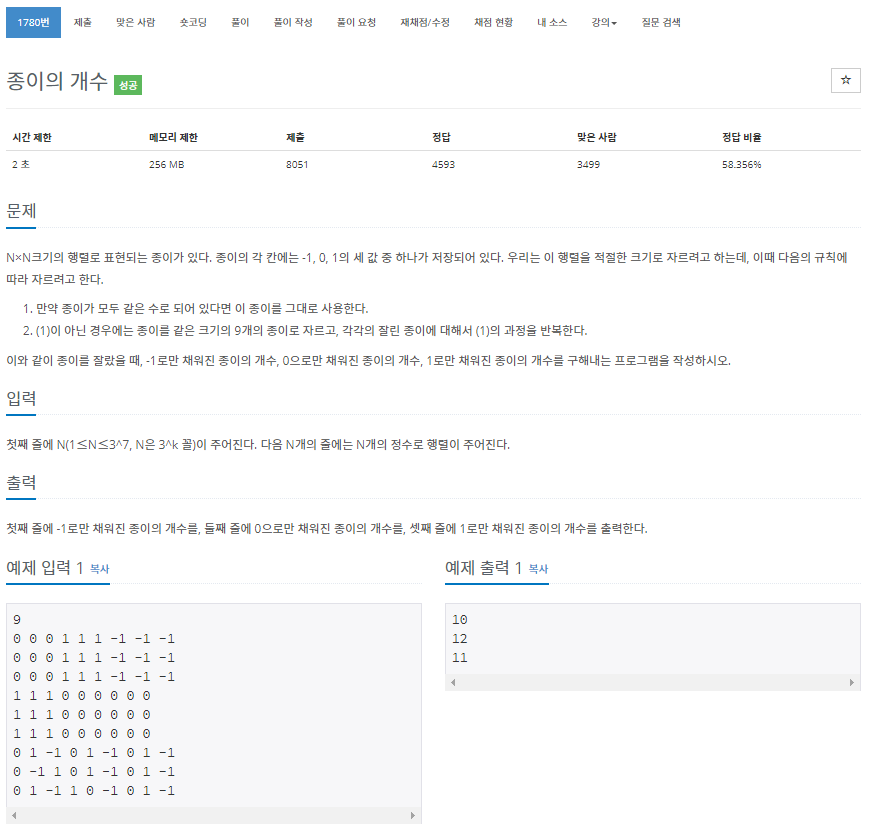 1780번 제출 맞은 사람 숏코딩 풀이 풀이 작성 풀이 요청 재채점/수정 채점 현황 내 소스 강의 질문 검색
종이의 개수 성공
시간 제한 메모리 제한 제출 정답 맞은 사람 정답 비율
2 초 256 MB 8051 4593 3499 58.356%
문제
N×N크기의 행렬로 표현되는 종이가 있다. 종이의 각 칸에는 -1, 0, 1의 세 값 중 하나가 저장되어 있다. 우리는 이 행렬을 적절한 크기로 자르려고 하는데, 이때 다음의 규칙에
따라 자르려고 한다.
1. 만약 종이가 모두 같은 수로 되어 있다면 이 종이를 그대로 사용한다.
2. (1)이 아닌 경우에는 종이를 같은 크기의 9개의 종이로 자르고, 각각의 잘린 종이에 대해서 (1)의 과정을 반복한다.
이와 같이 종이를 잘랐을 때, -1로만 채워진 종이의 개수, 0으로만 채워진 종이의 개수, 1로만 채워진 종이의 개수를 구해내는 프로그램을 작성하시오.
입력
첫째 줄에 N(1≤N≤3^7, N은 3^k 꼴)이 주어진다. 다음 N개의 줄에는 N개의 정수로 행렬이 주어진다.
출력
첫째 줄에 -1로만 채워진 종이의 개수를, 둘째 줄에 0으로만 채워진 종이의 개수를, 셋째 줄에 1로만 채워진 종이의 개수를 출력한다.
예제 입력 1 복사
9
0 0 0 1 1 1 -1 -1 -1
0 0 0 1 1 1 -1 -1 -1
0 0 0 1 1 1 -1 -1 -1
1 1 1 0 0 0 0 0 0
1 1 1 0 0 0 0 0 0
1 1 1 0 0 0 0 0 0
0 1 -1 0 1 -1 0 1 -1
0 -1 1 0 1 -1 0 1 -1
0 1 -1 1 0 -1 0 1 -1
예제 출력 1 복사
10
12
11